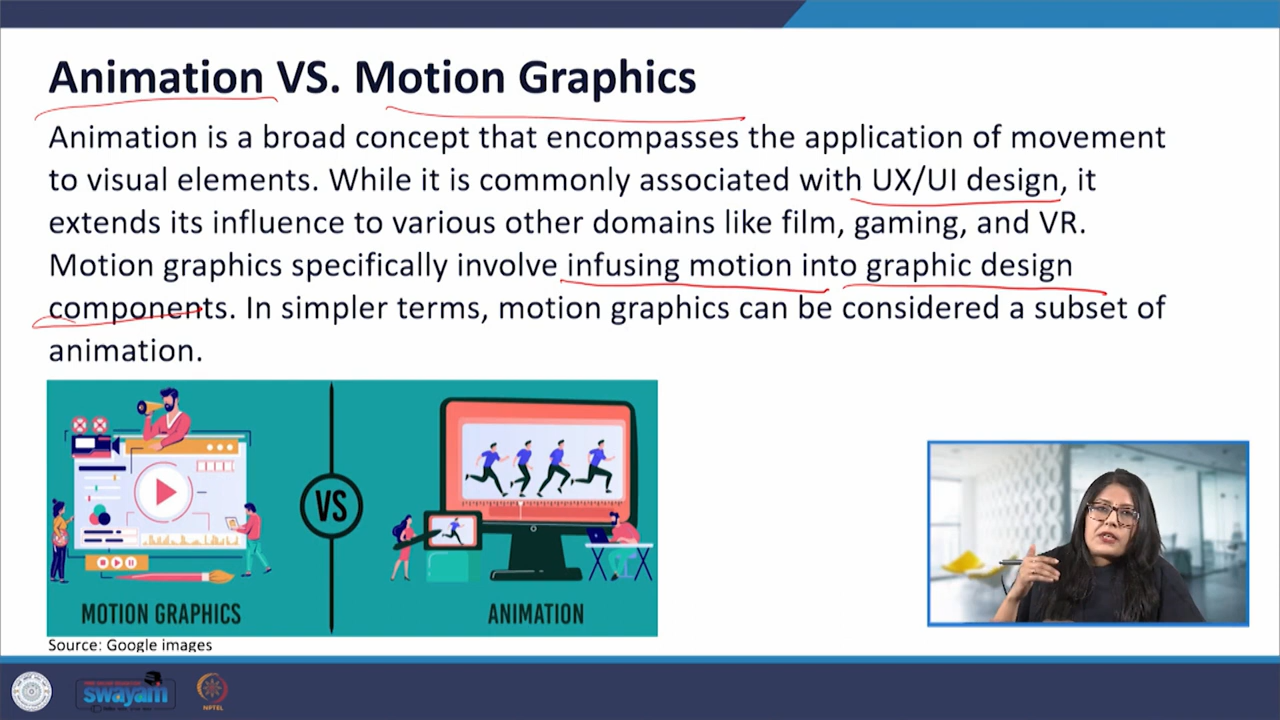 Animation VS. Motion Graphics
Animation is a broad concept that encompasses the application of movement
to visual elements. While it is commonly associated with UX/UI design, it
extends its influence to various other domains like film, gaming, and VR.
Motion graphics specifically involve infusing motion into graphic design
components. In simpler terms, motion graphics can be considered a subset of
animation.
VS
MOTION GRAPHICS
ANIMATION
Source: Google images
swayam
NPTEL